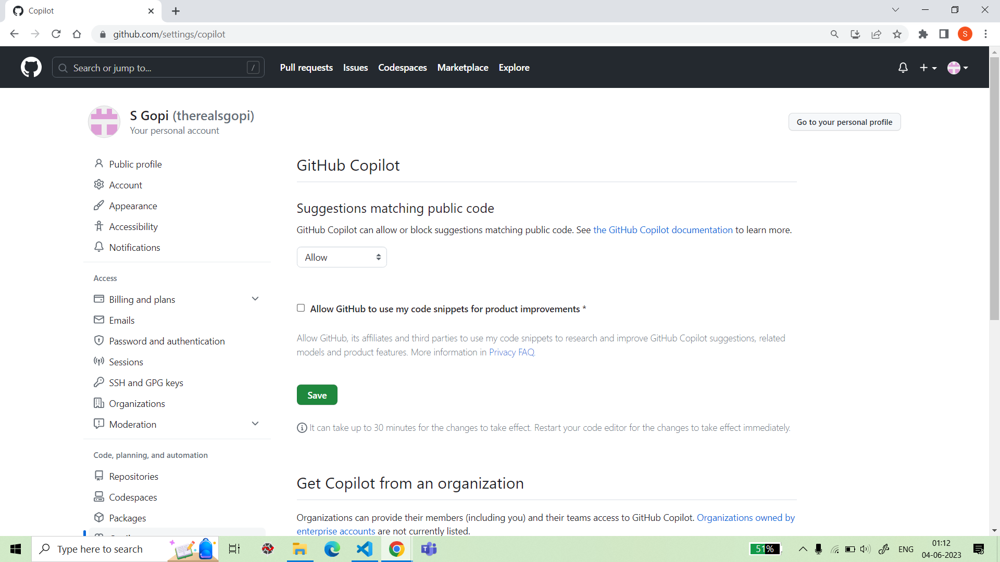 Copilot
github.com/settings/copilot
S
Search or jump to...
/
Pull requests
Issues
Codespaces
Marketplace
Explore
S Gopi (therealsgopi)
Your personal account
Go to your personal profile
Public profile
Account
Appearance
Accessibility
Notifications
Access
Billing and plans
Emails
Password and authentication
Sessions
SSH and GPG keys
Organizations
Moderation
Code, planning, and automation
Repositories
Codespaces
Packages
GitHub Copilot
Suggestions matching public code
GitHub Copilot can allow or block suggestions matching public code. See the GitHub Copilot documentation to learn more.
Allow
Allow GitHub to use my code snippets for product improvements *
Allow GitHub, its affiliates and third parties to use my code snippets to research and improve GitHub Copilot suggestions, related
models and product features. More information in Privacy FAQ.
Save
It can take up to 30 minutes for the changes to take effect. Restart your code editor for the changes to take effect immediately.
Get Copilot from an organization
Organizations can provide their members (including you) and their teams access to GitHub Copilot. Organizations owned by
enterprise accounts are not currently listed.
Type here to search
51%
ENG
01:12
04-06-2023